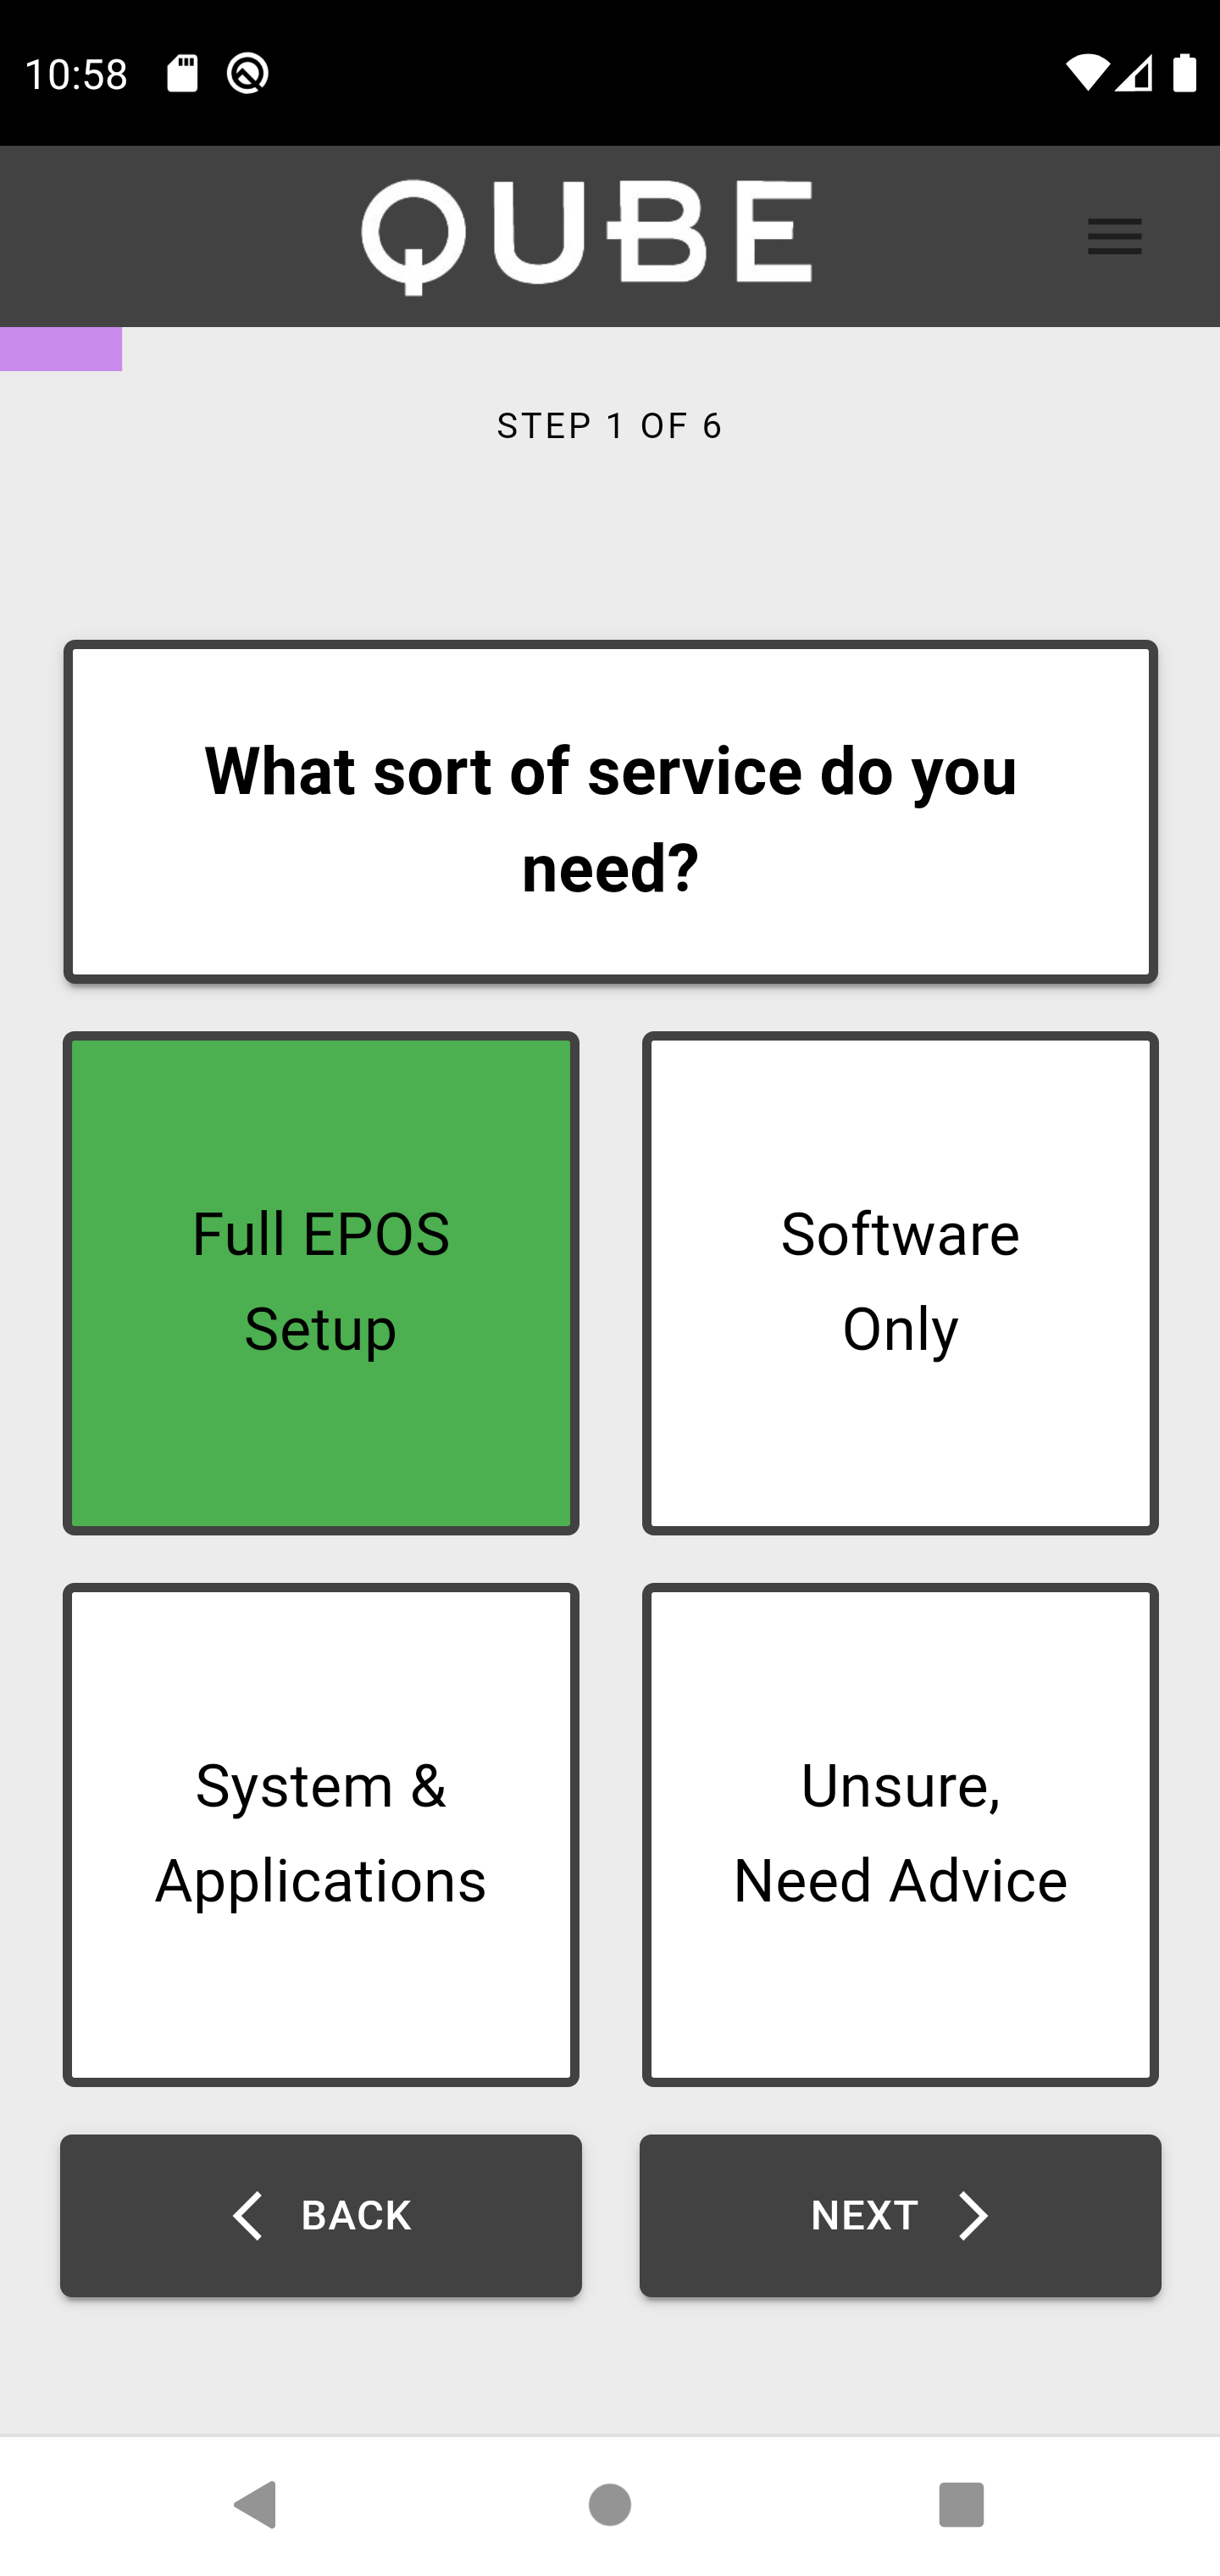 10:58
QUBE
STEP 1 OF 6
What sort of service do you
need?
Full EPOS
Setup
Software
Only
System &
Applications
Unsure,
Need Advice
BACK
NEXT